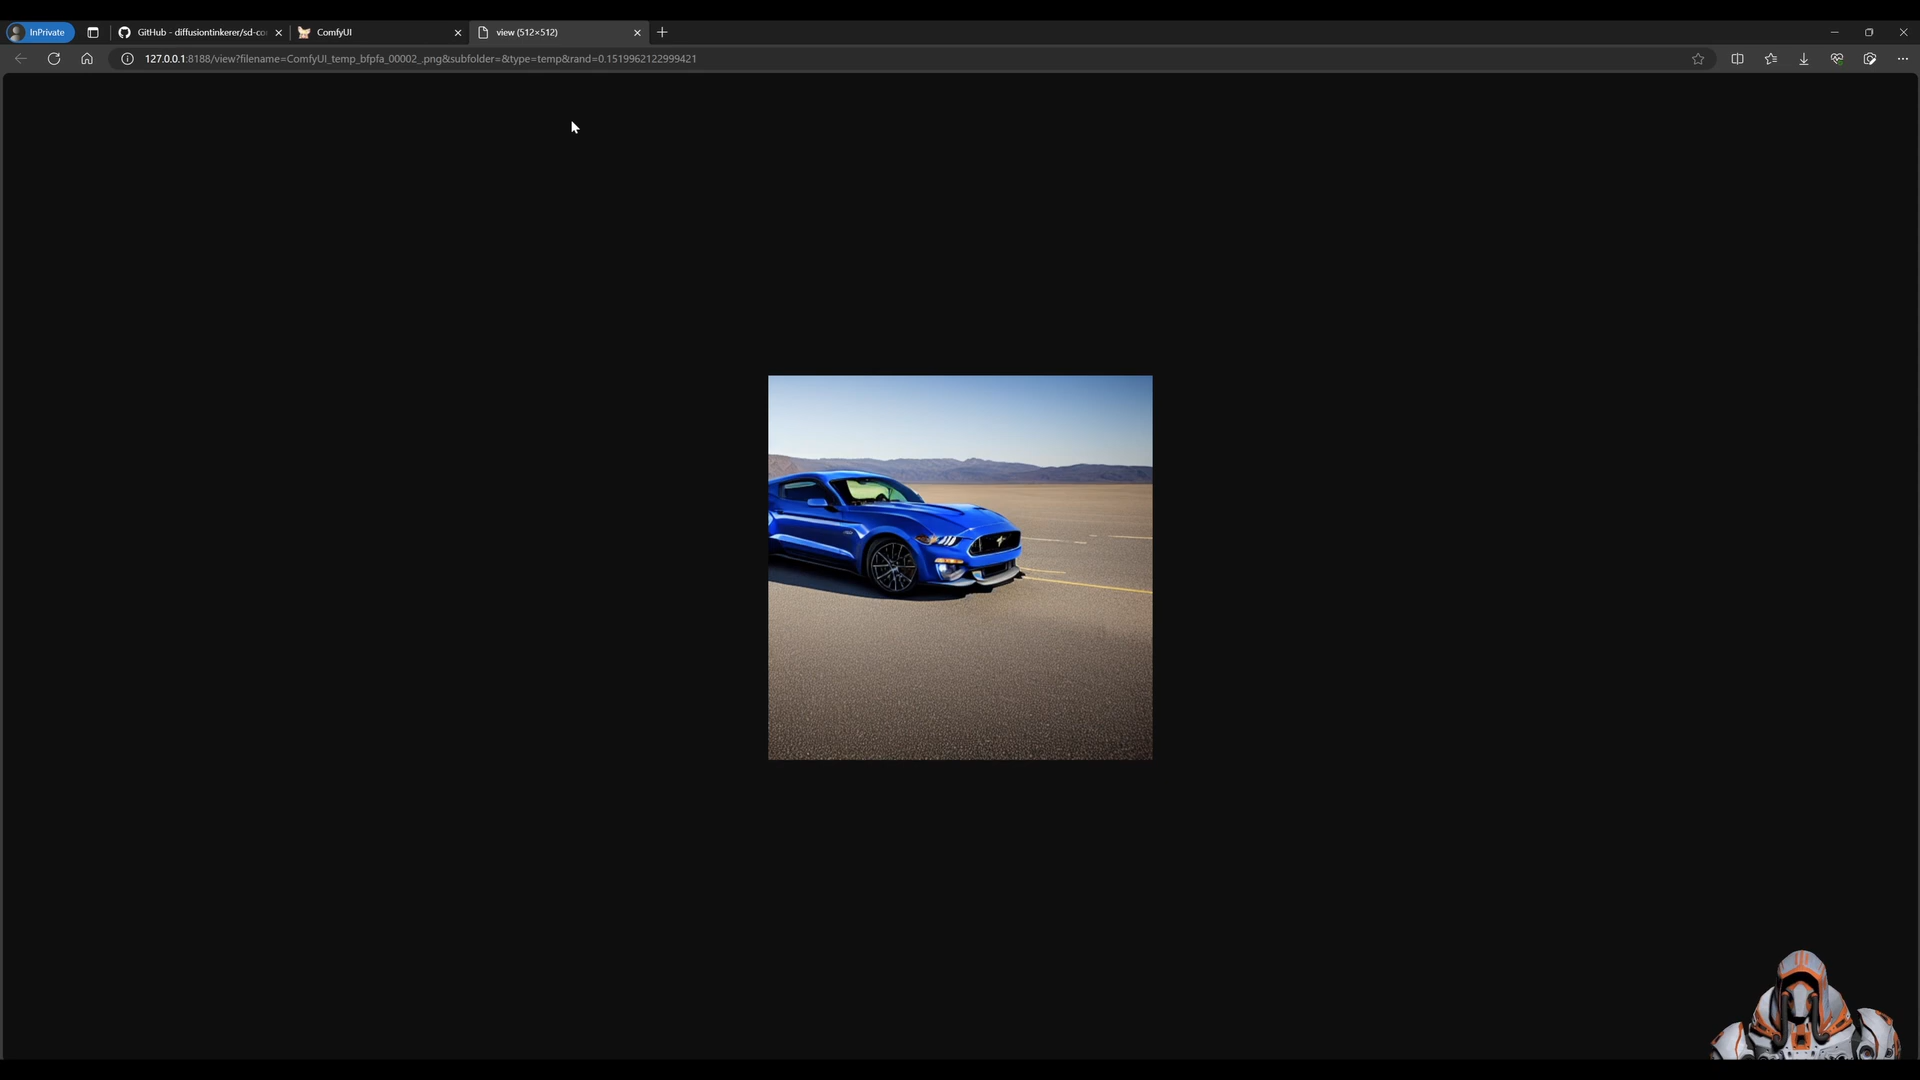 InPrivate
GitHub - diffusiontinkerer/sd-co
ComfyUI
view (512×512)
127.0.0.1:8188/view?filename=ComfyUI_temp_bfpfa_00002_.png&subfolder=&type=temp&rand=0.1519962122999421